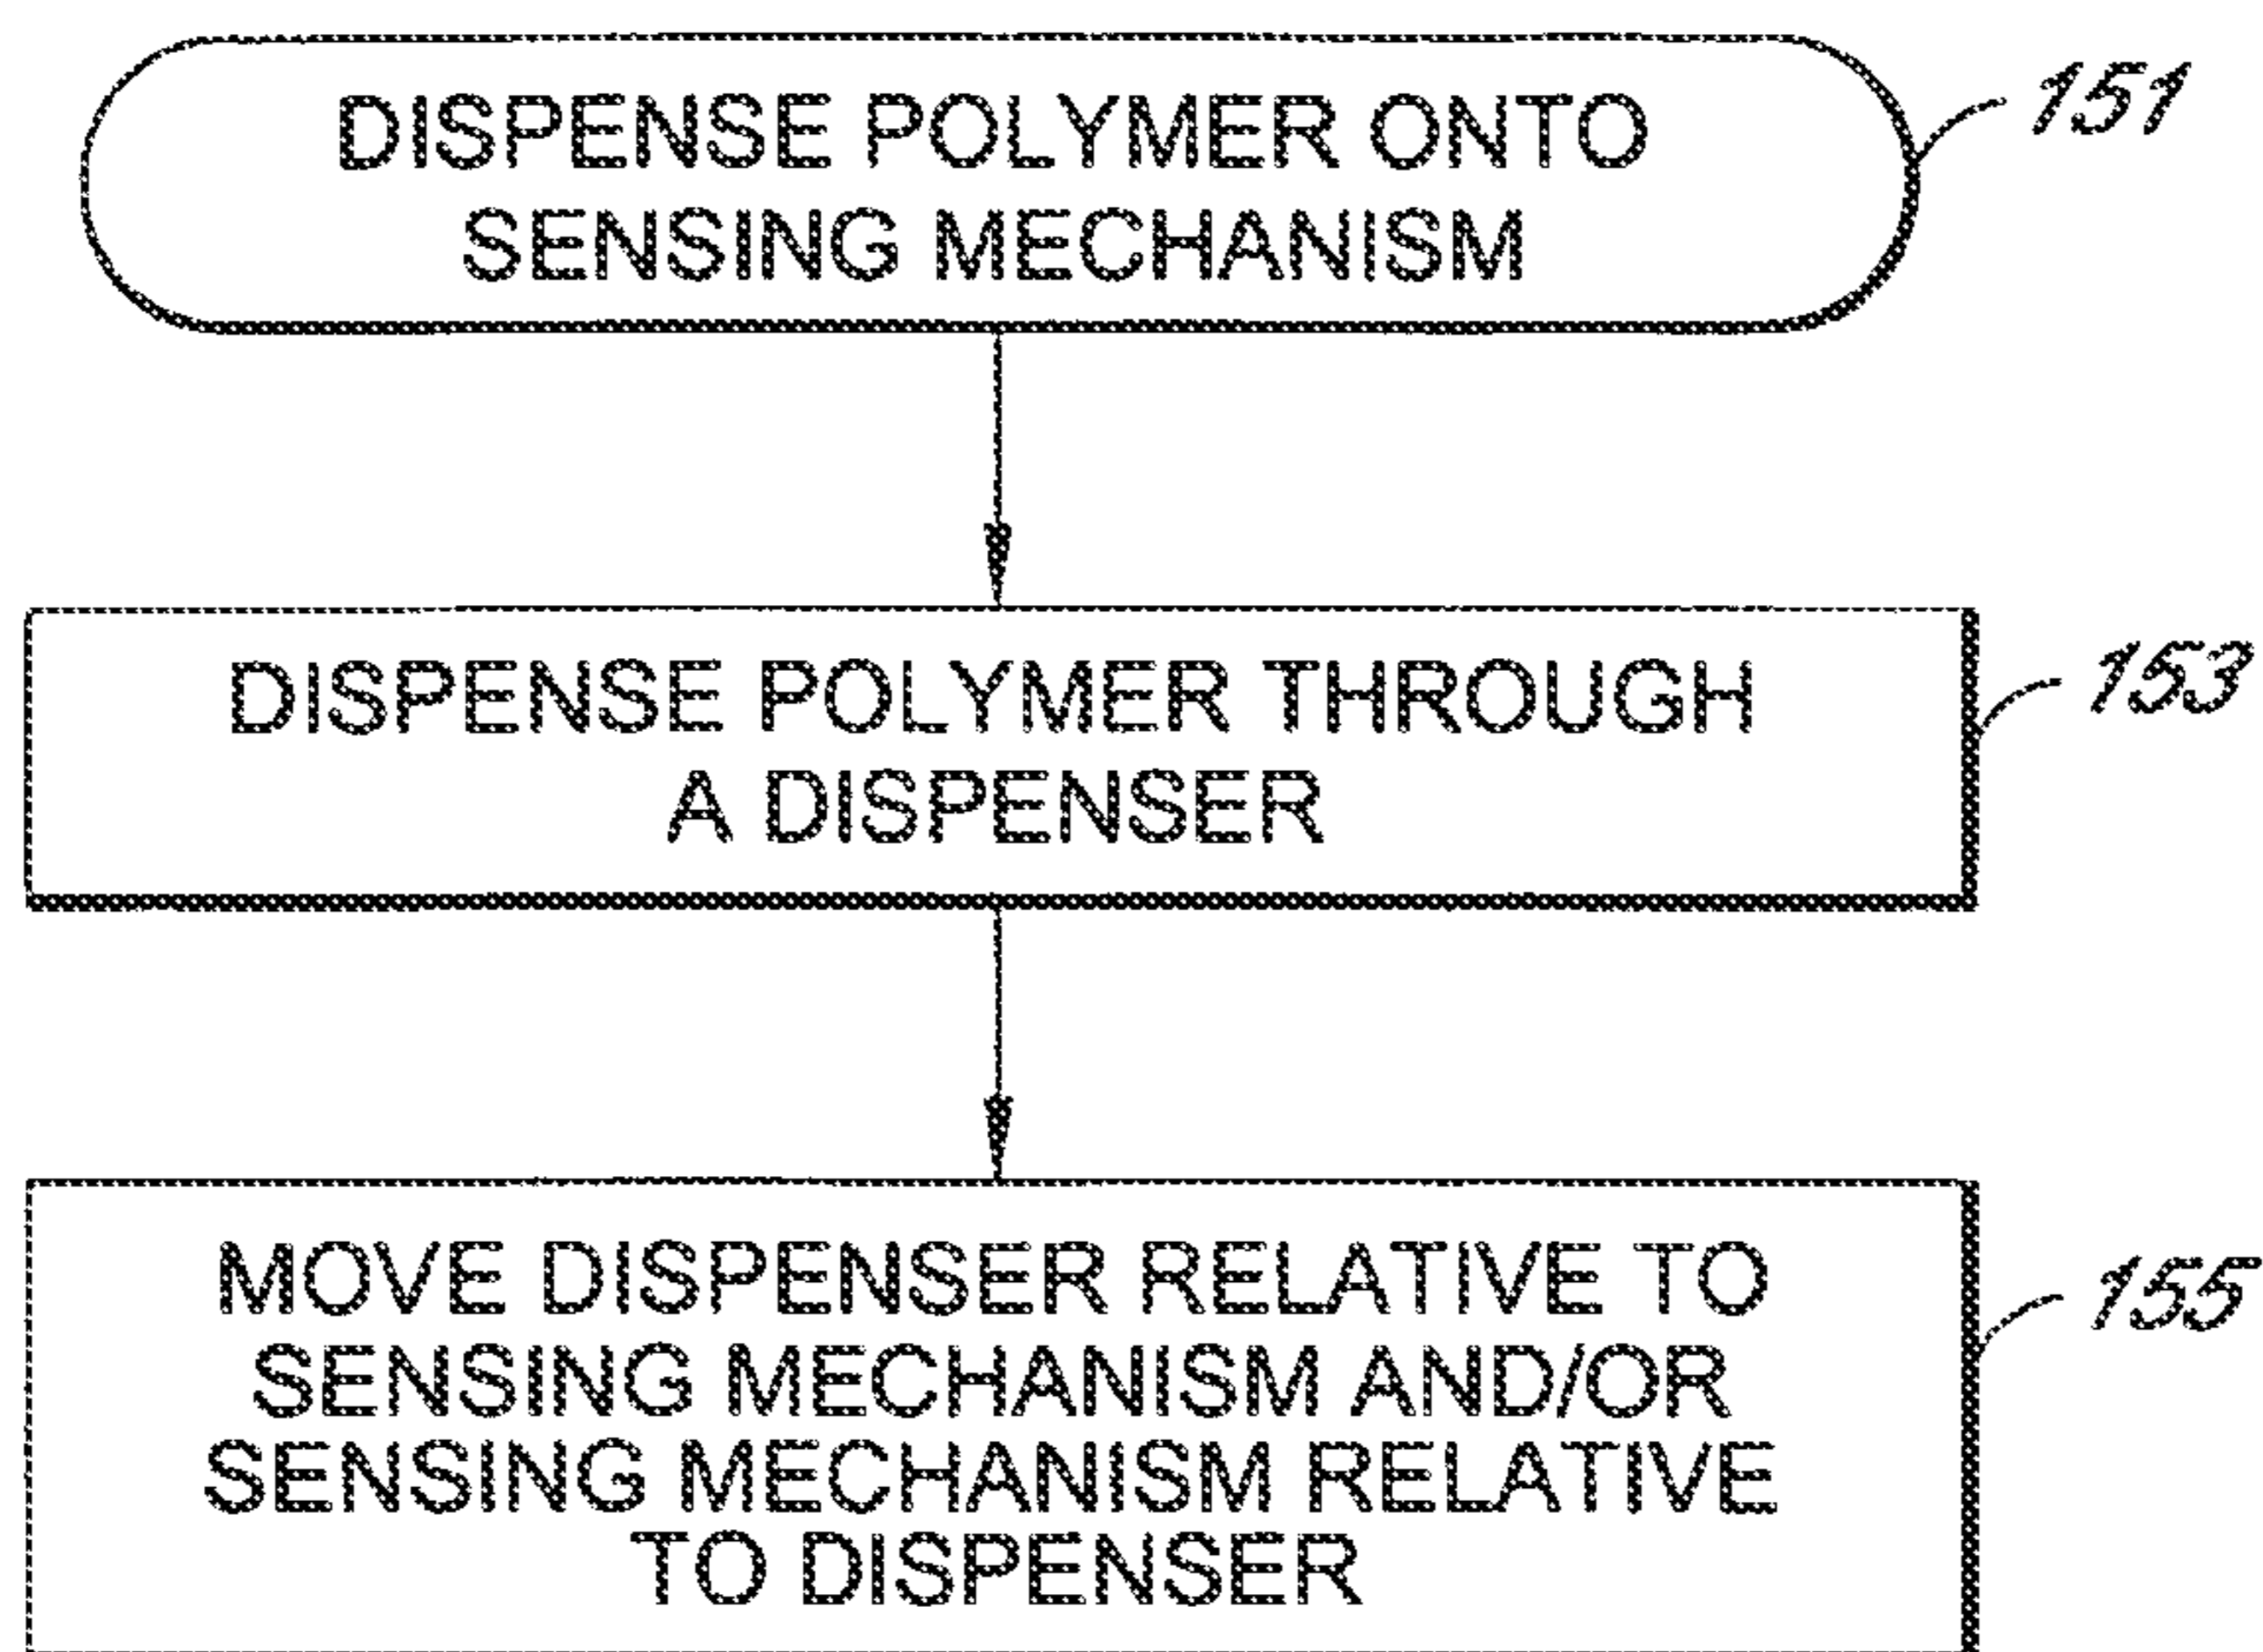 DISPENSE POLYMER ONTO
SENSING MECHANISM
151
DISPENSE POLYMER THROUGH
A DISPENSER
153
MOVE DISPENSER RELATIVE TO
SENSING MECHANISM AND/OR
SENSING MECHANISM RELATIVE
TO DISPENSER
155